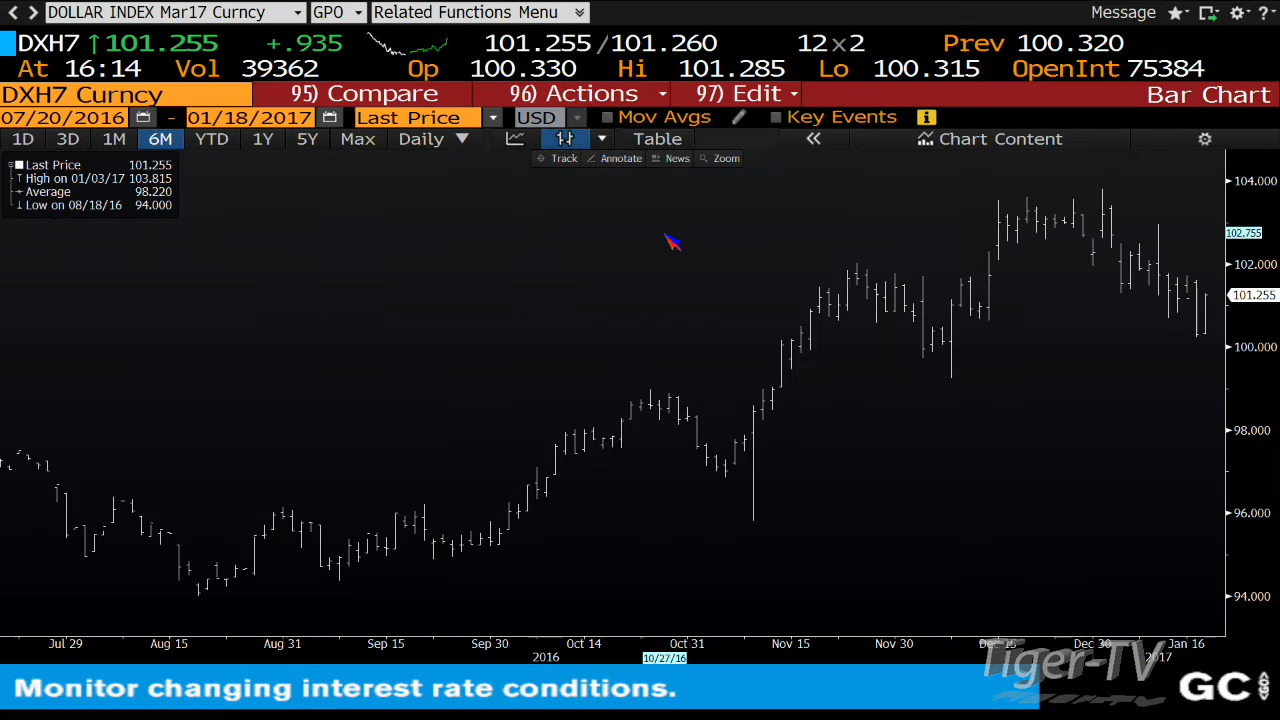 DOLLAR INDEX Mar17 Curncy GPO Related Functions Menu Message
DXH7 ↑101.255 +.935 101.255/101.260 12x2 Prev 100.320
At 16:14 Vol 39362 Op 100.330 Hi 101.285 Lo 100.315 OpenInt 75384
DXH7 Curncy 95) Compare 96) Actions 97) Edit Bar Chart
07/20/2016 - 01/18/2017 Last Price USD Mov Avgs Key Events
1D 3D 1M 6M YTD 1Y 5Y Max Daily ▼ Table « Chart Content
Track Annotate News Zoom
Last Price 101.255
High on 01/03/17 103.815
Average 98.220
Low on 08/18/16 94.000
104.000
102.755
102.000
101.255
100.000
98.000
96.000
94.000
Jul 29 Aug 15 Aug 31 Sep 15 Sep 30 Oct 14 Oct 31 Nov 15 Nov 30 Dec 15 Dec 30 Jan 16
2016 10/27/16 2017
Tiger-TV
Monitor changing interest rate conditions.
GC